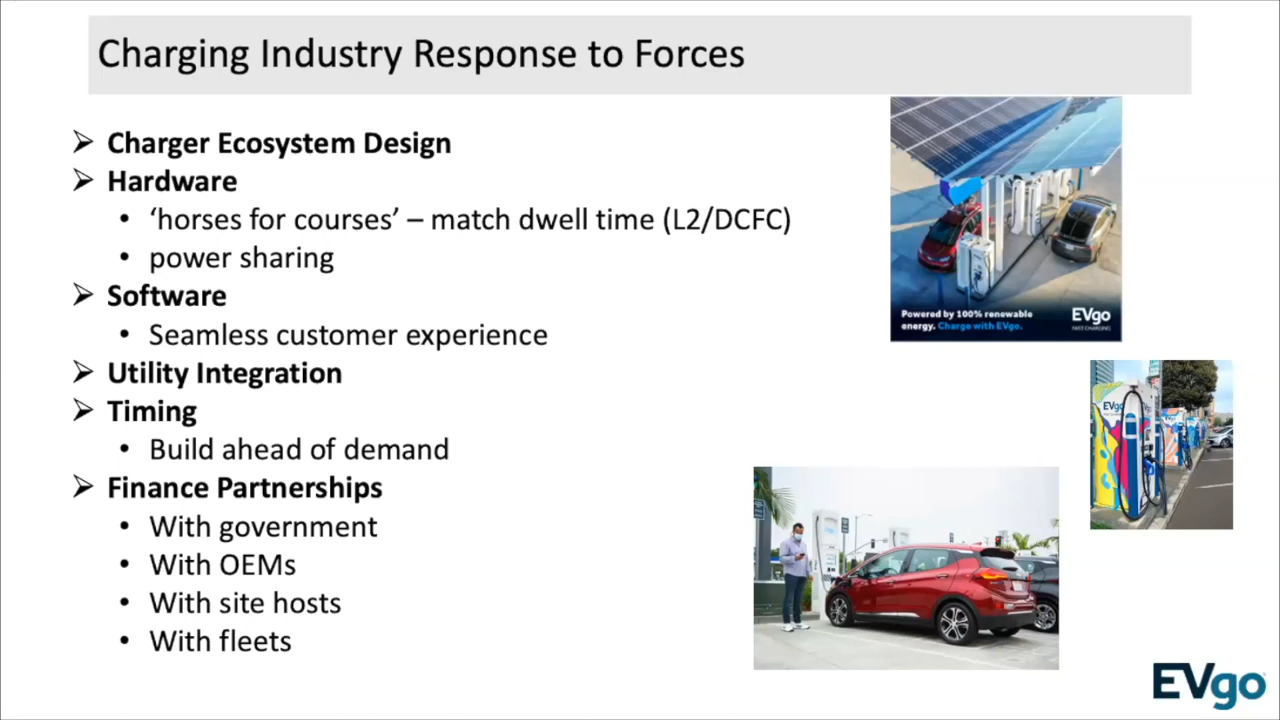 Charging Industry Response to Forces
➢ Charger Ecosystem Design
➢ Hardware
• ‘horses for courses’ – match dwell time (L2/DCFC)
• power sharing
➢ Software
• Seamless customer experience
➢ Utility Integration
➢ Timing
• Build ahead of demand
➢ Finance Partnerships
• With government
• With OEMs
• With site hosts
• With fleets
Powered by 100% renewable
energy. Charge with EVgo.
EVgo
FAST CHARGING
EVgo
EVgo